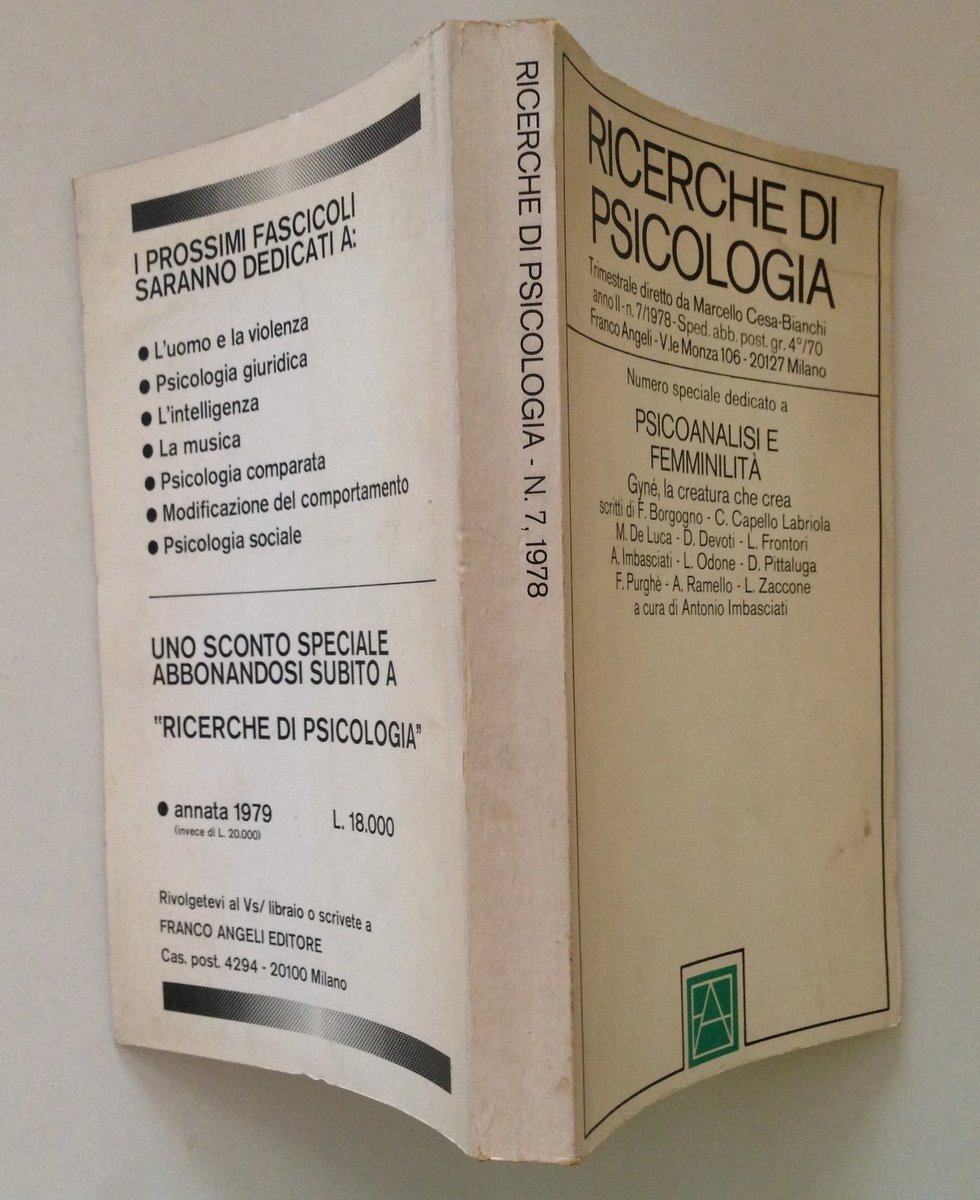 I PROSSIMI FASCICOLI
SARANNO DEDICATI A:
● L'uomo e la violenza
● Psicologia giuridica
● L'intelligenza
● La musica
● Psicologia comparata
● Modificazione del comportamento
● Psicologia sociale
UNO SCONTO SPECIALE
ABBONANDOSI SUBITO A
"RICERCHE DI PSICOLOGIA"
● annata 1979 L. 18.000
(invece di L. 20.000)
Rivolgetevi al Vs/ libraio o scrivete a
FRANCO ANGELI EDITORE
Cas. post. 4294 - 20100 Milano
RICERCHE DI PSICOLOGIA - N. 7, 1978
RICERCHE DI
PSICOLOGIA
Trimestrale diretto da Marcello Cesa-Bianchi
anno II - n. 7/1978 - Sped. abb. post. gr. 4°/70
Franco Angeli - V.le Monza 106 - 20127 Milano
Numero speciale dedicato a
PSICOANALISI E
FEMMINILITÀ
Gyné, la creatura che crea
scritti di F. Borgogno - C. Capello Labriola
M. De Luca - D. Devoti - L. Frontori
A. Imbasciati - L. Odone - D. Pittaluga
F. Purghè - A. Ramello - L. Zaccone
a cura di Antonio Imbasciati